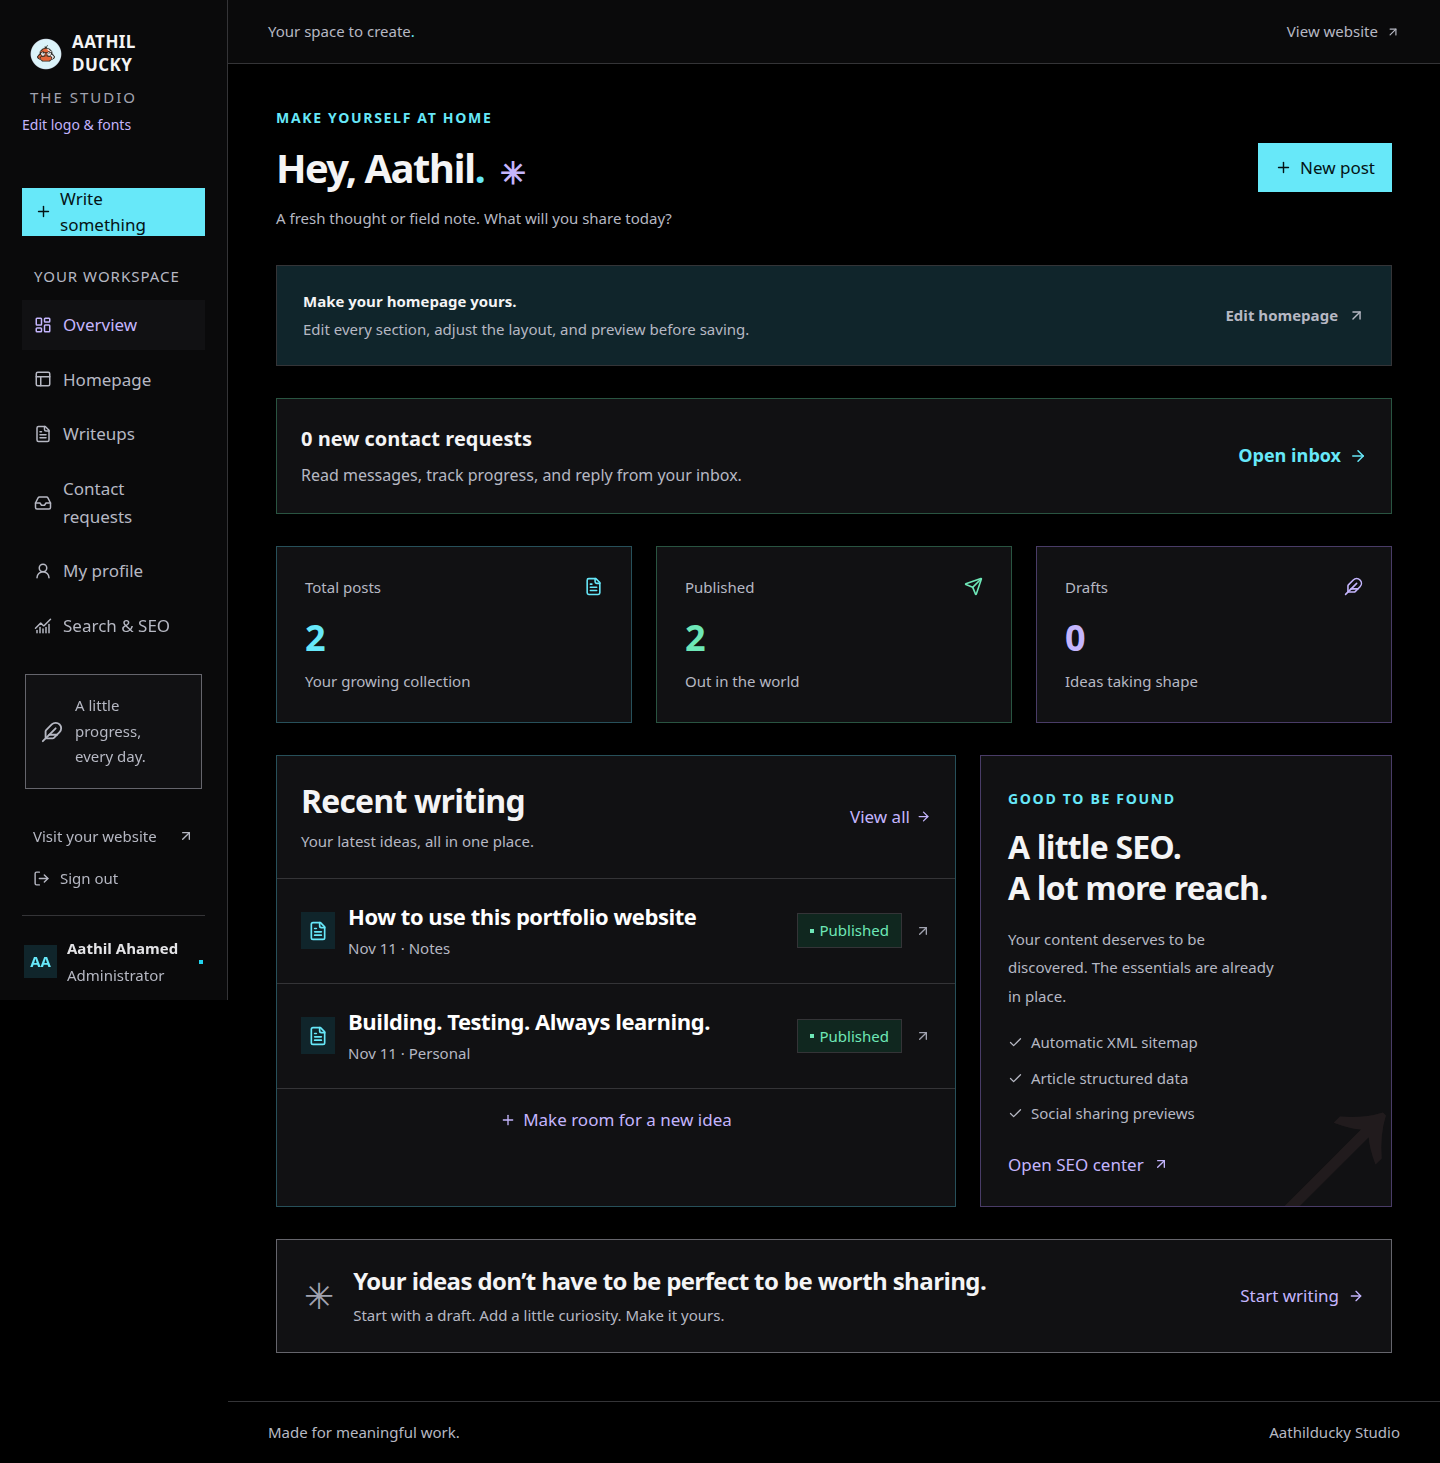 AATHIL
DUCKY
THE STUDIO
Edit logo & fonts
Write
something
YOUR WORKSPACE
Overview
Homepage
Writeups
Contact
requests
My profile
Search & SEO
A little
progress,
every day.
Visit your website
Sign out
AA
Aathil Ahamed
Administrator
Your space to create.
View website
MAKE YOURSELF AT HOME
Hey, Aathil.
New post
A fresh thought or field note. What will you share today?
Make your homepage yours.
Edit every section, adjust the layout, and preview before saving.
Edit homepage
0 new contact requests
Read messages, track progress, and reply from your inbox.
Open inbox
Total posts
2
Your growing collection
Published
2
Out in the world
Drafts
0
Ideas taking shape
Recent writing
Your latest ideas, all in one place.
View all
How to use this portfolio website
Nov 11 · Notes
Published
Building. Testing. Always learning.
Nov 11 · Personal
Published
Make room for a new idea
GOOD TO BE FOUND
A little SEO.
A lot more reach.
Your content deserves to be
discovered. The essentials are already
in place.
Automatic XML sitemap
Article structured data
Social sharing previews
Open SEO center
Your ideas don’t have to be perfect to be worth sharing.
Start with a draft. Add a little curiosity. Make it yours.
Start writing
Made for meaningful work.
Aathilducky Studio